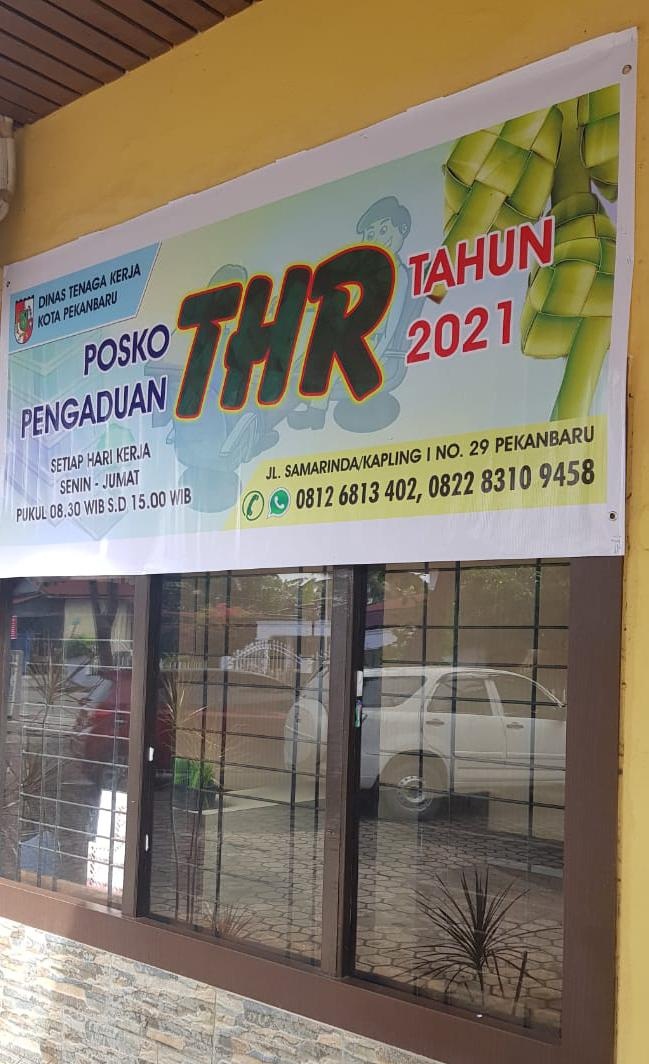 DINAS TENAGA KERJA
KOTA PEKANBARU
POSKO
PENGADUAN
THR
TAHUN
2021
SETIAP HARI KERJA
SENIN - JUMAT
PUKUL 08.30 WIB S.D 15.00 WIB
JL. SAMARINDA/KAPLING I NO. 29 PEKANBARU
0812 6813 402, 0822 8310 9458